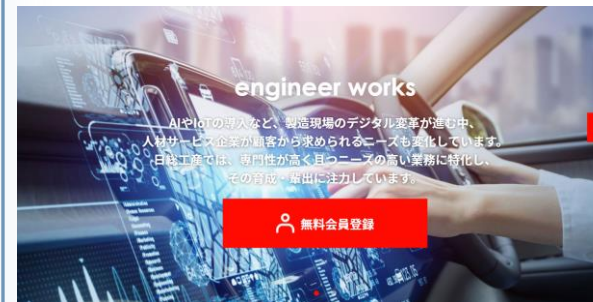 engineer works
AIやIoTの導入など、製造現場のデジタル変革が進む中、
人材サービス企業が顧客から求められるニーズも変化しています。
日総工産では、専門性が高く且つニーズの高い業務に特化し、
その育成・輩出に注力しています。
無料会員登録